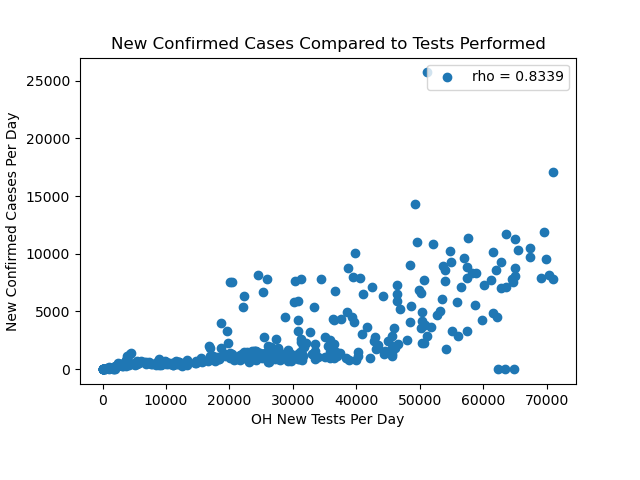 New Confirmed Cases Compared to Tests Performed
rho = 0.8339
New Confirmed Caeses Per Day
25000
20000
15000
10000
5000
0
0 10000 20000 30000 40000 50000 60000 70000
OH New Tests Per Day